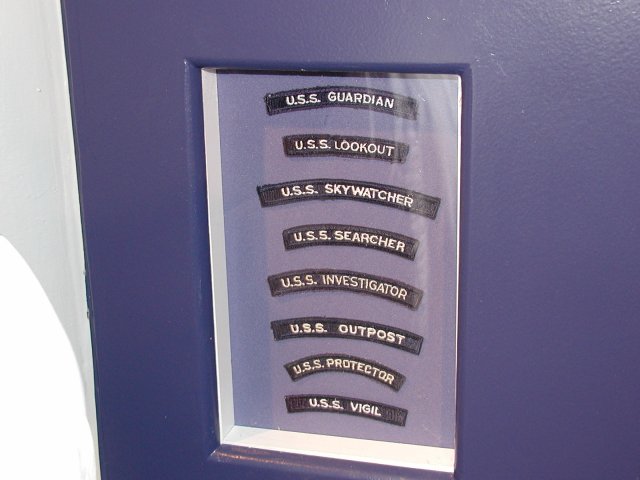 U.S.S. GUARDIAN
U.S.S. LOOKOUT
U.S.S. SKYWATCHER
U.S.S. SEARCHER
U.S.S. INVESTIGATOR
U.S.S. OUTPOST
U.S.S. PROTECTOR
U.S.S. VIGIL